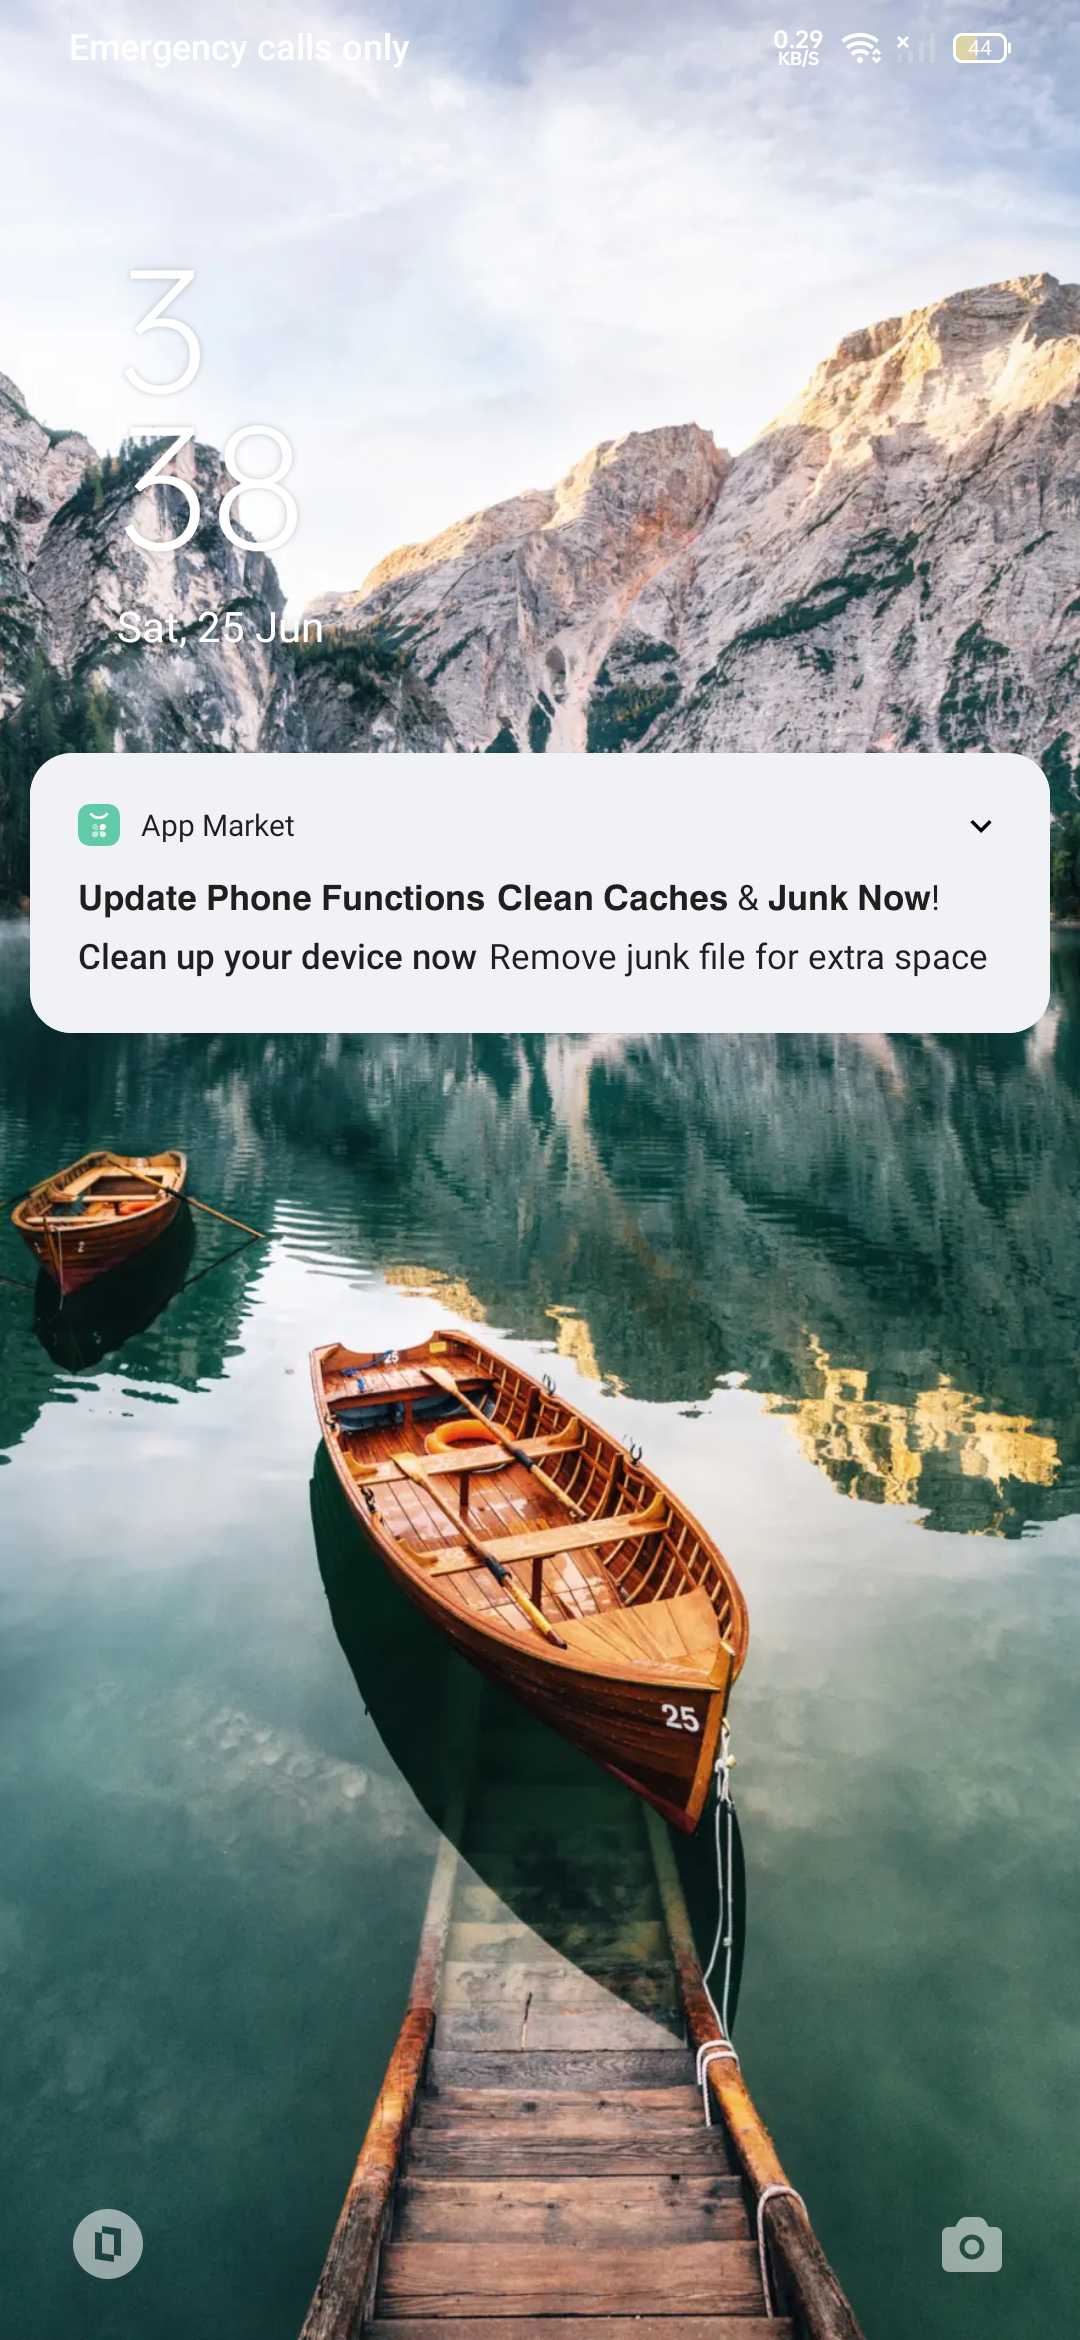 Emergency calls only
0.29
KB/S
44
3
38
Sat, 25 Jun
App Market
Update Phone Functions Clean Caches & Junk Now!
Clean up your device now Remove junk file for extra space
2
25
25